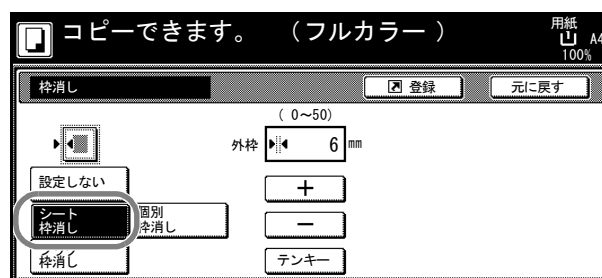 コピーできます。 （フルカラー ）
用紙
A4
100%
枠消し
登録
元に戻す
( 0～50)
外枠 6 mm
設定しない
＋
シート
枠消し
個別
枠消し
－
枠消し
テンキー